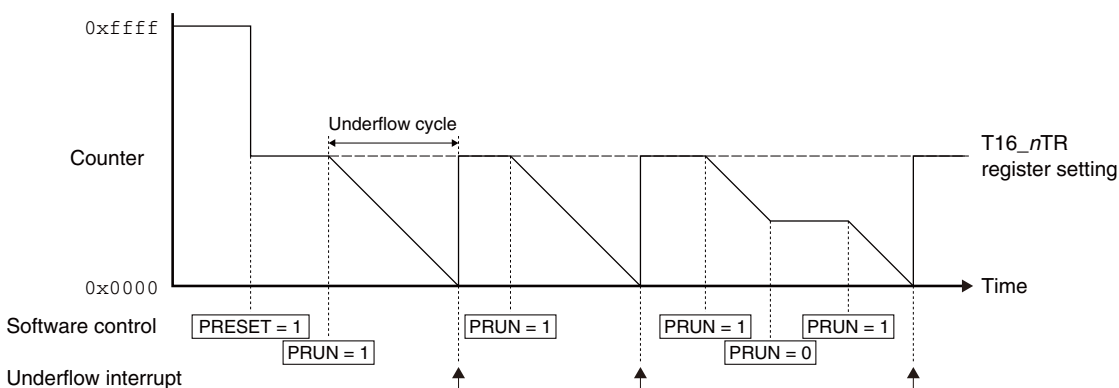 0xffff
Underflow cycle
Counter
T16_nTR
register setting
0x0000
Time
Software control
PRESET = 1
PRUN = 1
PRUN = 1
PRUN = 1
PRUN = 0
PRUN = 1
Underflow interrupt